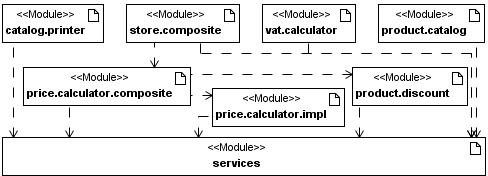 <<Module>>
catalog.printer
<<Module>>
store.composite
<<Module>>
vat.calculator
<<Module>>
product.catalog
<<Module>>
price.calculator.composite
<<Module>>
product.discount
<<Module>>
price.calculator.impl
<<Module>>
services